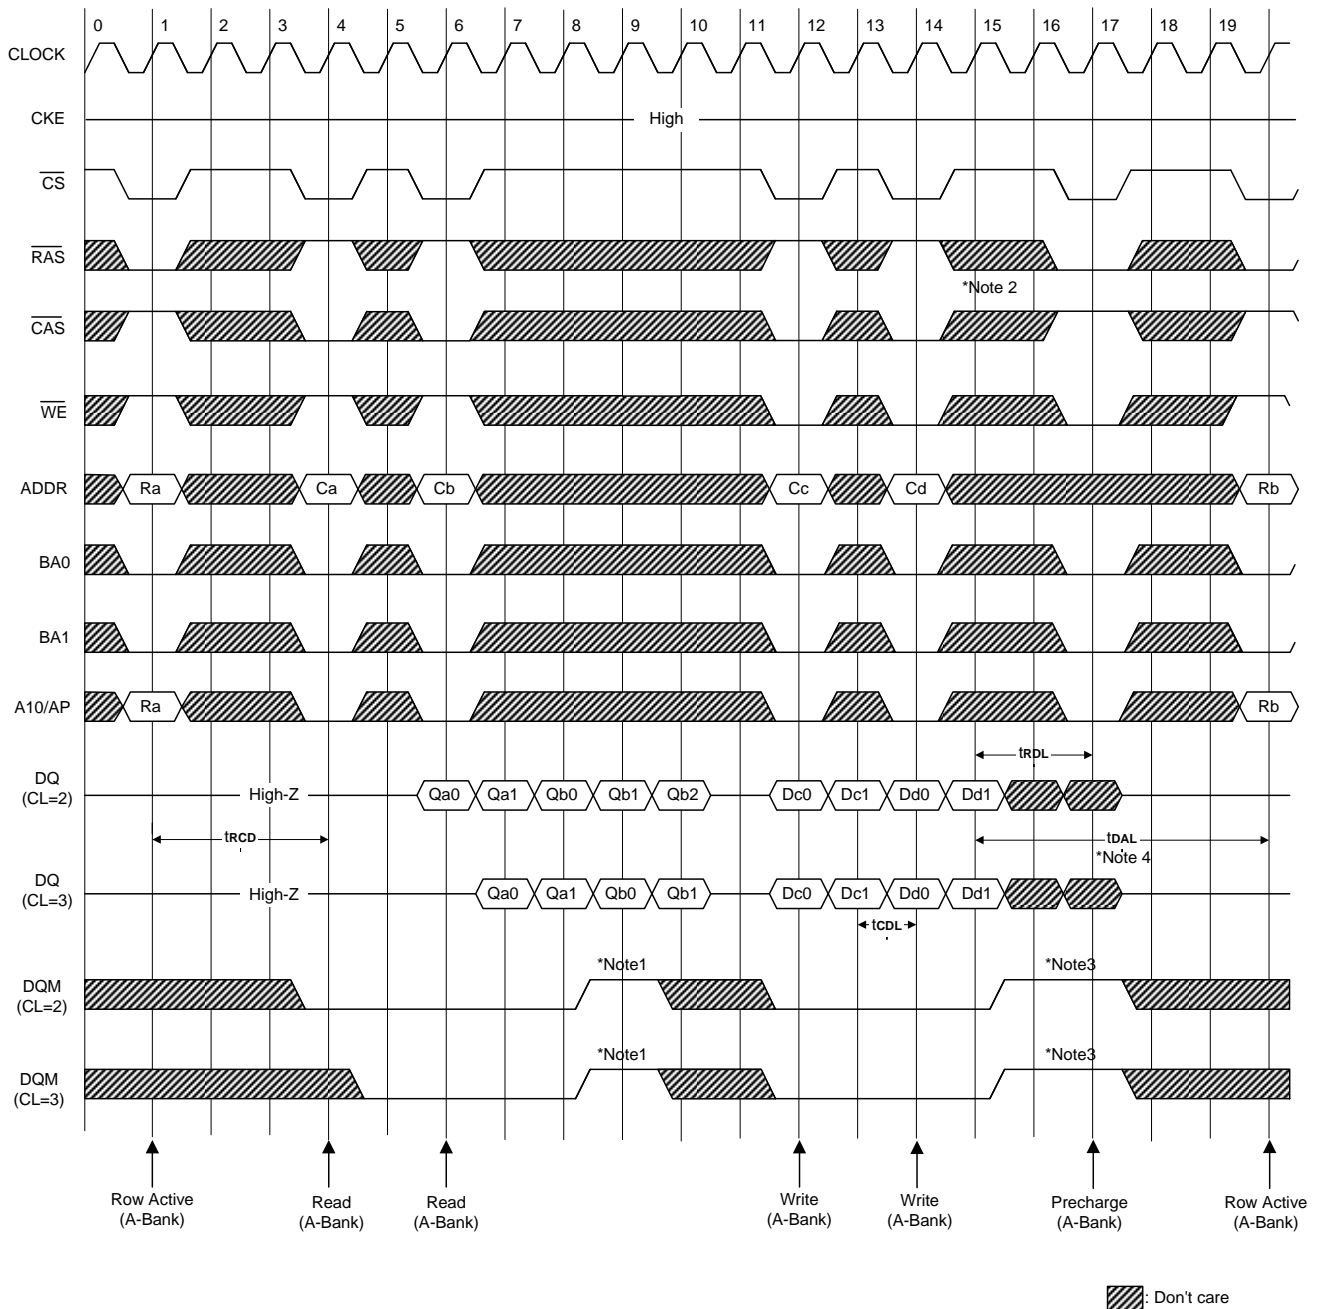 0 1 2 3 4 5 6 7 8 9 10 11 12 13 14 15 16 17 18 19
CLOCK
CKE High
CS
RAS
*Note 2
CAS
WE
ADDR Ra Ca Cb Cc Cd Rb
BA0
BA1
A10/AP Ra Rb
tRDL
DQ
(CL=2) High-Z Qa0 Qa1 Qb0 Qb1 Qb2 Dc0 Dc1 Dd0 Dd1
tRCD tDAL
*Note 4
DQ
(CL=3) High-Z Qa0 Qa1 Qb0 Qb1 Dc0 Dc1 Dd0 Dd1
tCDL
*Note1 *Note3
DQM
(CL=2)
*Note1 *Note3
DQM
(CL=3)
Row Active Read Read Write Write Precharge Row Active
(A-Bank) (A-Bank) (A-Bank) (A-Bank) (A-Bank) (A-Bank) (A-Bank)
: Don't care